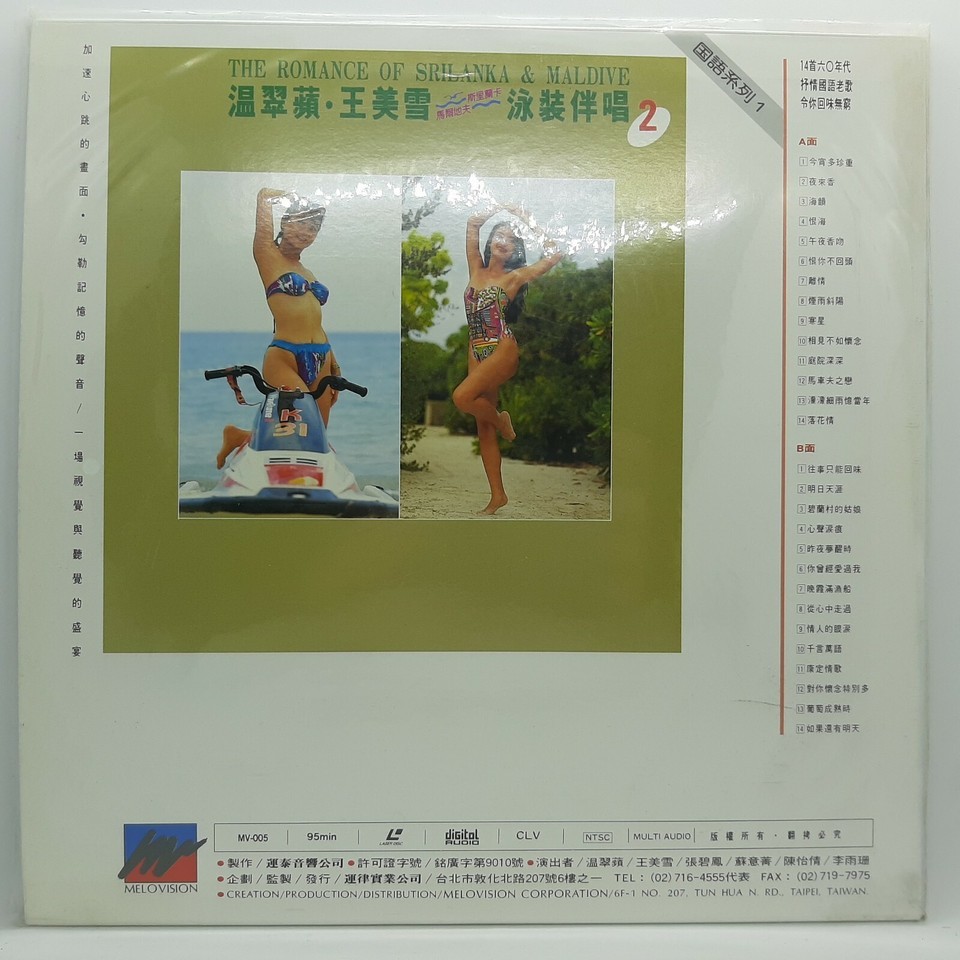 加速心跳的畫面·勾勒記憶的聲音/一場視覺與聽覺的盛宴
THE ROMANCE OF SRILANKA & MALDIVE
温翠蘋·王美雪 斯里蘭卡 馬爾地夫 泳裝伴唱 2
国語系列 1
14首六〇年代
抒情國語老歌
令你回味無窮
A面
1 今宵多珍重
2 夜來香
3 海韻
4 恨海
5 午夜香吻
6 恨你不回頭
7 離情
8 煙雨斜陽
9 寒星
10 相見不如懷念
11 庭院深深
12 馬車夫之戀
13 濛濛細雨憶當年
14 落花情
B面
1 往事只能回味
2 明日天涯
3 碧蘭村的姑娘
4 心聲淚痕
5 昨夜夢醒時
6 你曾經愛過我
7 晚霞滿漁船
8 從心中走過
9 情人的眼淚
10 千言萬語
11 康定情歌
12 對你懷念特別多
13 葡萄成熟時
14 如果還有明天
K
31
MELOVISION
MV-005 95min LASER DISC digital AUDIO CLV NTSC MULTI AUDIO 版權所有·翻拷必究
●製作/運泰音響公司●許可證字號/銘廣字第9010號●演出者/温翠蘋/王美雪/張碧鳳/蘇意菁/陳怡情/李雨珊
●企劃/監製/發行/運律實業公司/台北市敦化北路207號6樓之一 TEL:(02)716-4555代表 FAX:(02)719-7975
●CREATION/PRODUCTION/DISTRIBUTION/MELOVISION CORPORATION/6F-1 NO. 207, TUN HUA N. RD., TAIPEI, TAIWAN.